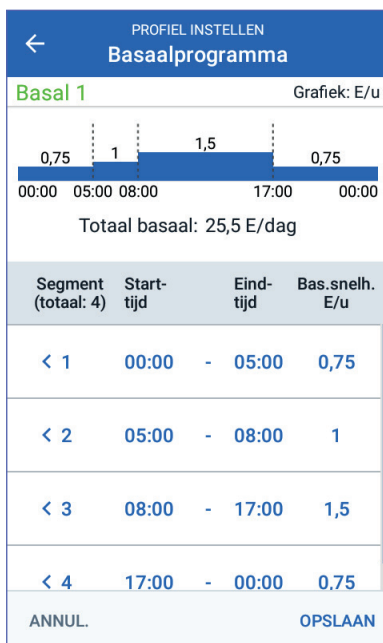 PROFIEL INSTELLEN
Basaalprogramma
Basal 1 Grafiek: E/u
0,75 1 1,5 0,75
00:00 05:00 08:00 17:00 00:00
Totaal basaal: 25,5 E/dag
Segment Start- Eind- Bas.snelh.
(totaal: 4) tijd tijd E/u
< 1 00:00 - 05:00 0,75
< 2 05:00 - 08:00 1
< 3 08:00 - 17:00 1,5
< 4 17:00 - 00:00 0,75
ANNUL. OPSLAAN